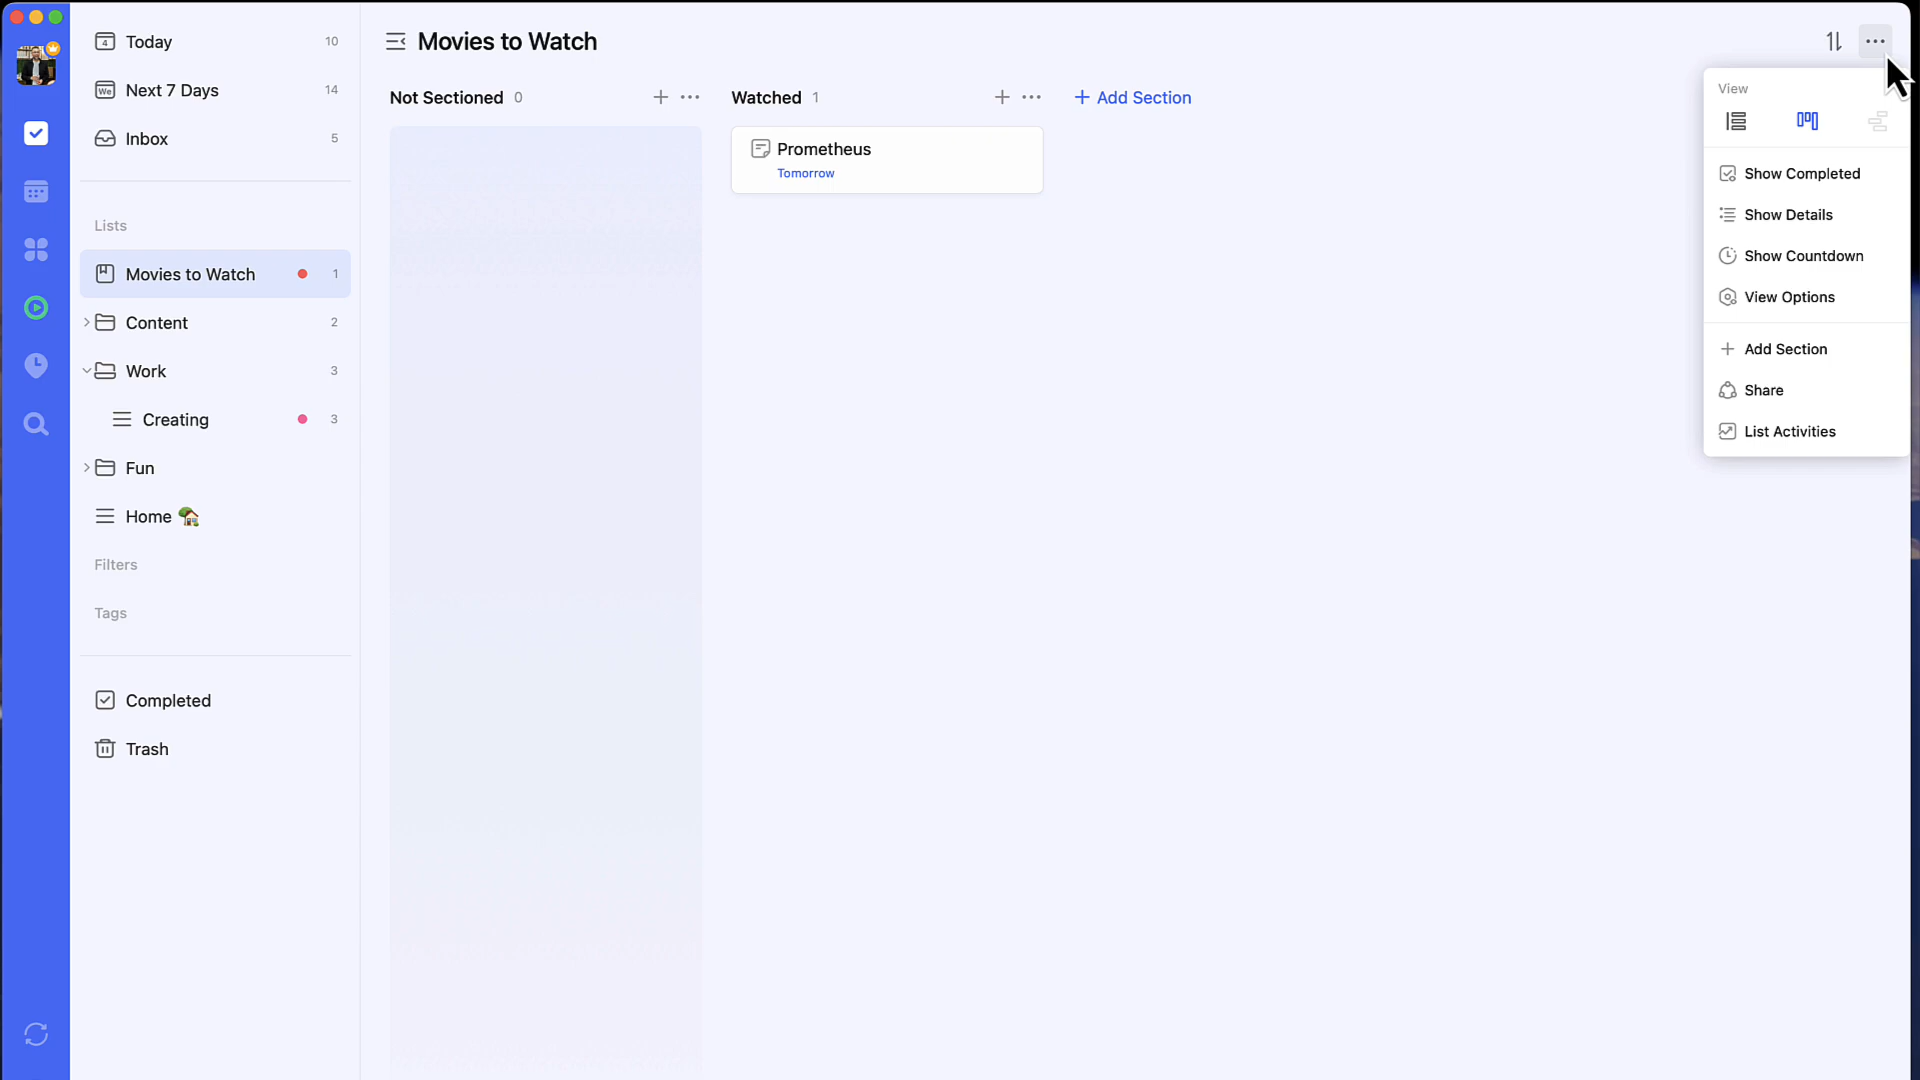 4 Today 10
We Next 7 Days 14
Inbox 5
Lists
Movies to Watch 1
Content 2
Work 3
Creating 3
Fun
Home
Filters
Tags
Completed
Trash
Movies to Watch
Not Sectioned 0
Watched 1
Add Section
Prometheus
Tomorrow
View
Show Completed
Show Details
Show Countdown
View Options
Add Section
Share
List Activities